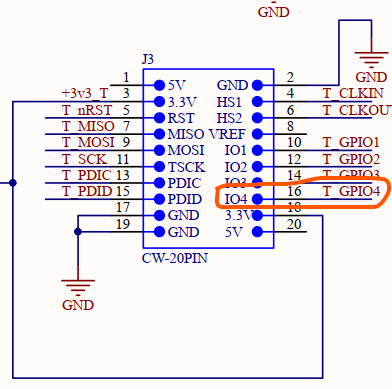 GND
J3
GND
1 5V GND 2
+3v3_T 3 3.3V HS1 4 T_CLKIN
T_nRST 5 RST HS2 6 T_CLKOUT
T_MISO 7 MISO VREF 8
T_MOSI 9 MOSI IO1 10 T_GPIO1
T_SCK 11 TSCK IO2 12 T_GPIO2
T_PDIC 13 PDIC IO3 14 T_GPIO3
T_PDID 15 PDID IO4 16 T_GPIO4
17 GND 3.3V 18
19 GND 5V 20
CW-20PIN
GND